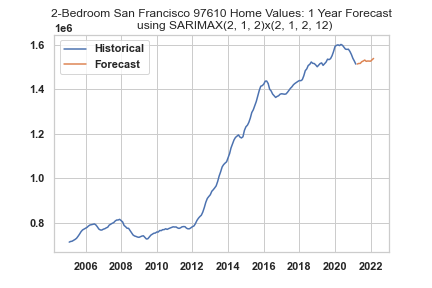 2-Bedroom San Francisco 97610 Home Values: 1 Year Forecast
using SARIMAX(2, 1, 2)x(2, 1, 2, 12)
1e6
1.6
1.4
1.2
1.0
0.8
Historical
Forecast
2006 2008 2010 2012 2014 2016 2018 2020 2022